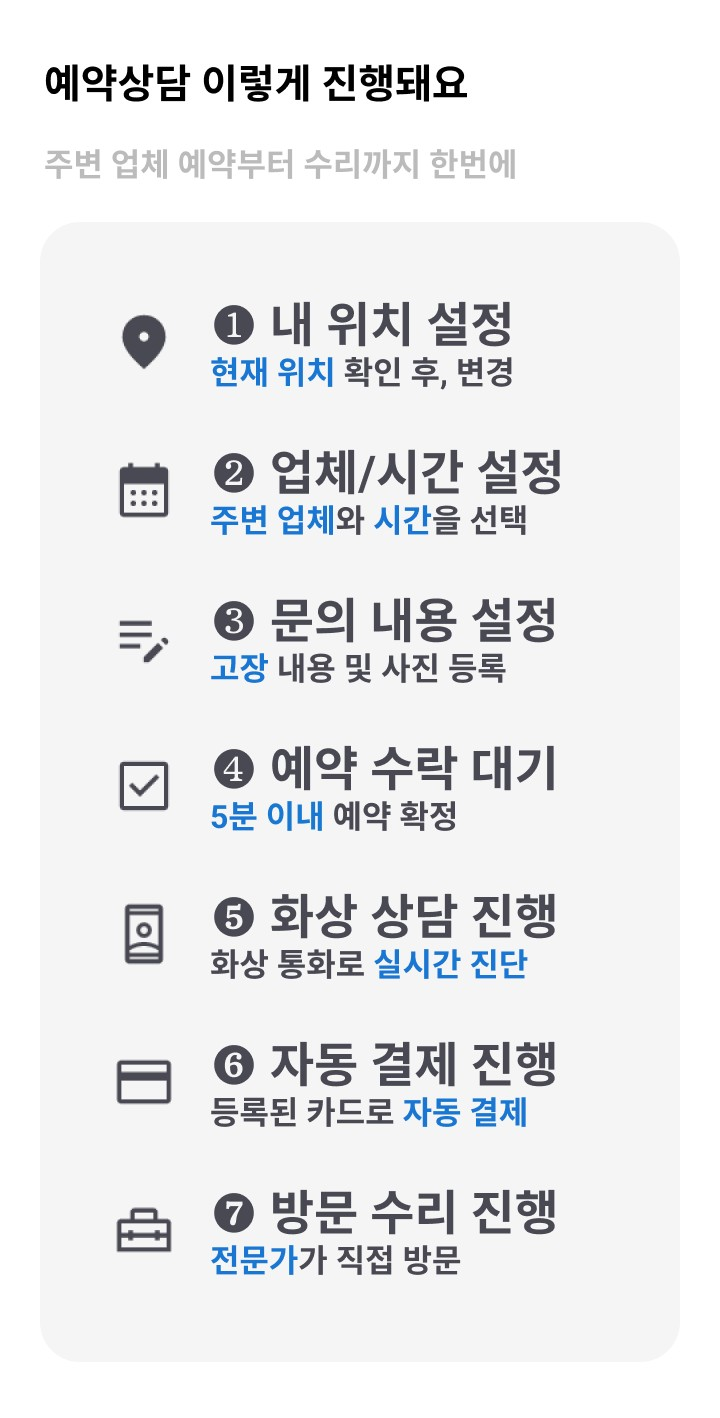 예약상담 이렇게 진행돼요
주변 업체 예약부터 수리까지 한번에
❶ 내 위치 설정
현재 위치 확인 후, 변경
❷ 업체/시간 설정
주변 업체와 시간을 선택
❸ 문의 내용 설정
고장 내용 및 사진 등록
❹ 예약 수락 대기
5분 이내 예약 확정
❺ 화상 상담 진행
화상 통화로 실시간 진단
❻ 자동 결제 진행
등록된 카드로 자동 결제
❼ 방문 수리 진행
전문가가 직접 방문